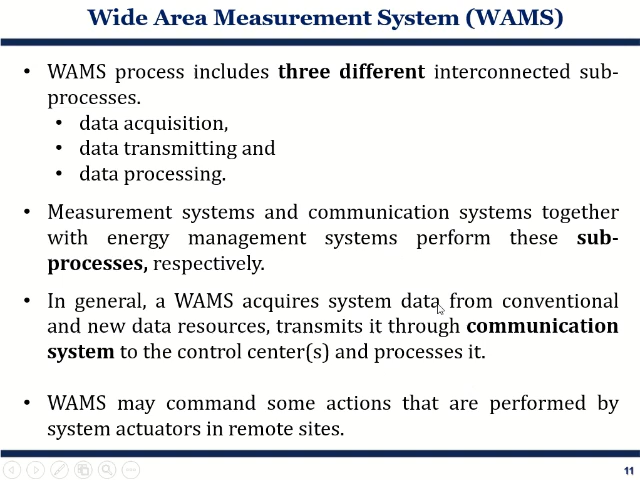 Wide Area Measurement System (WAMS)
• WAMS process includes three different interconnected sub-
processes.
• data acquisition,
• data transmitting and
• data processing.
• Measurement systems and communication systems together
with energy management systems perform these sub-
processes, respectively.
• In general, a WAMS acquires system data from conventional
and new data resources, transmits it through communication
system to the control center(s) and processes it.
• WAMS may command some actions that are performed by
system actuators in remote sites.
11